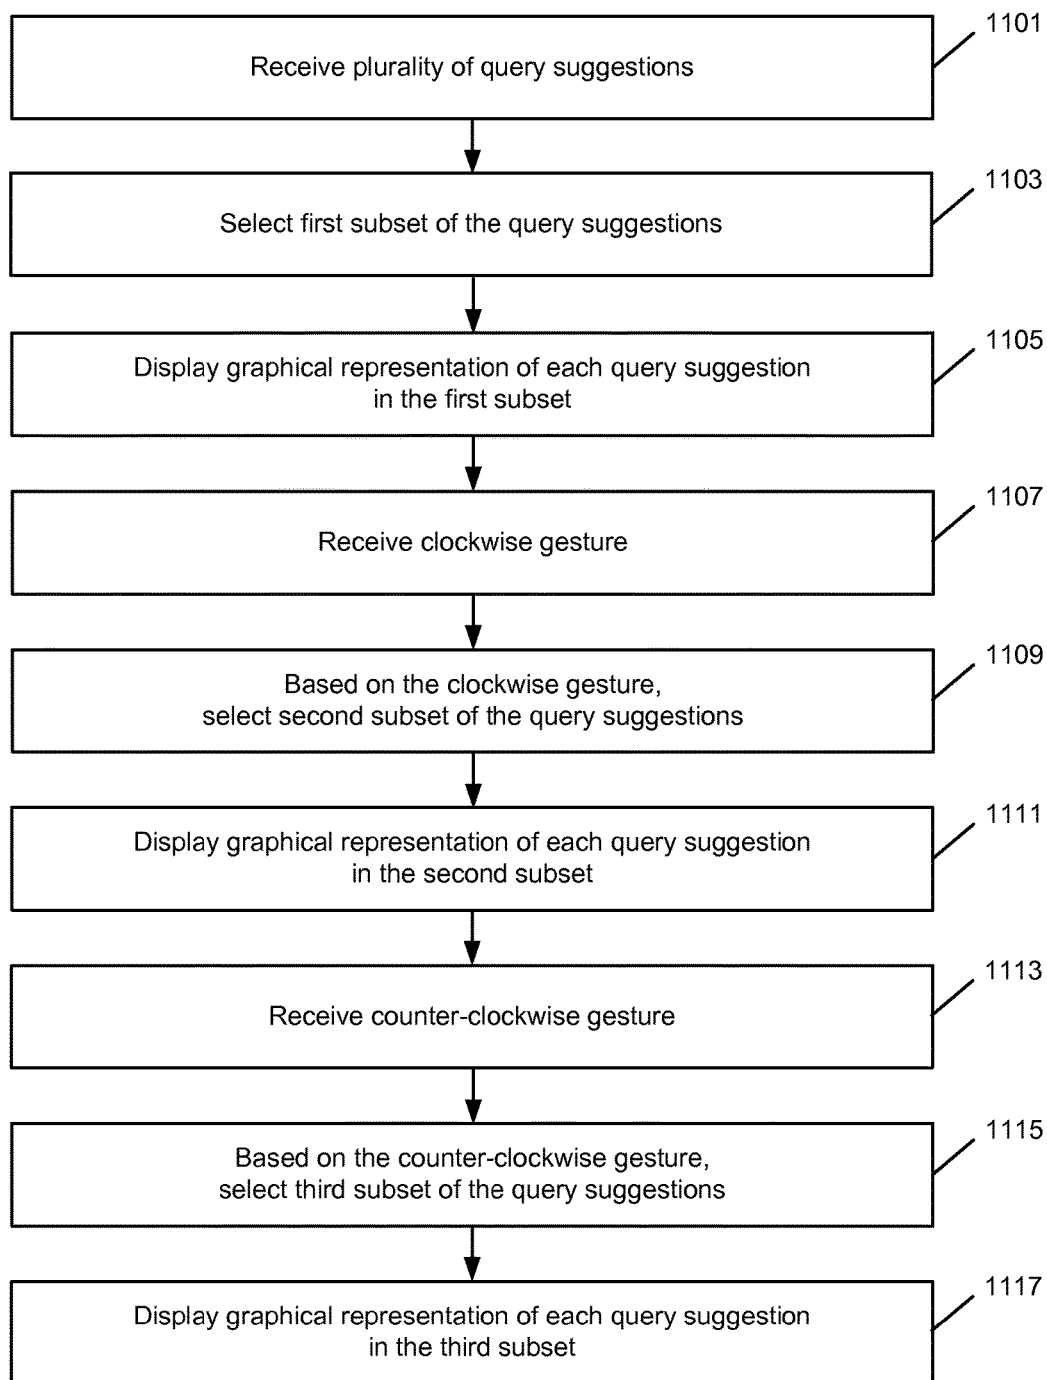 1101
Receive plurality of query suggestions
1103
Select first subset of the query suggestions
1105
Display graphical representation of each query suggestion
in the first subset
1107
Receive clockwise gesture
1109
Based on the clockwise gesture,
select second subset of the query suggestions
1111
Display graphical representation of each query suggestion
in the second subset
1113
Receive counter-clockwise gesture
1115
Based on the counter-clockwise gesture,
select third subset of the query suggestions
1117
Display graphical representation of each query suggestion
in the third subset